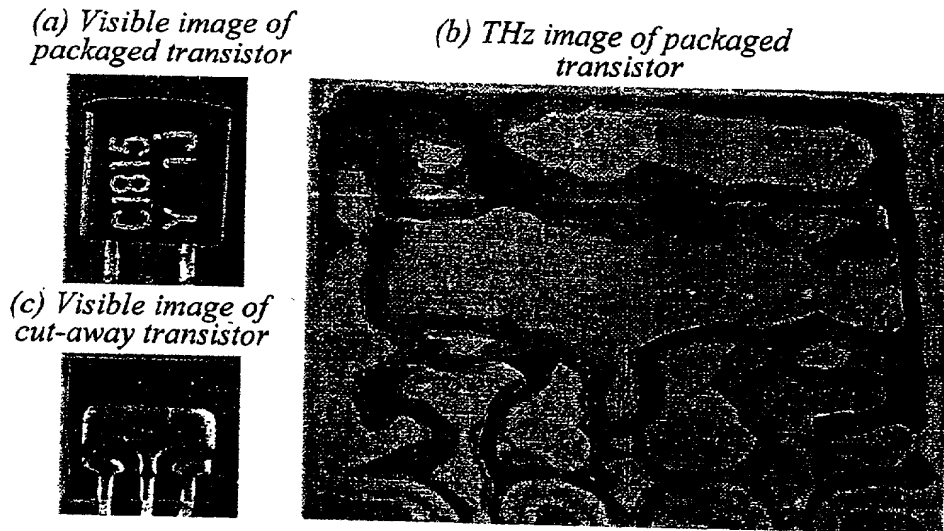 (a) Visible image of
packaged transistor
(b) THz image of packaged
transistor
C1815
Y 1J
(c) Visible image of
cut-away transistor